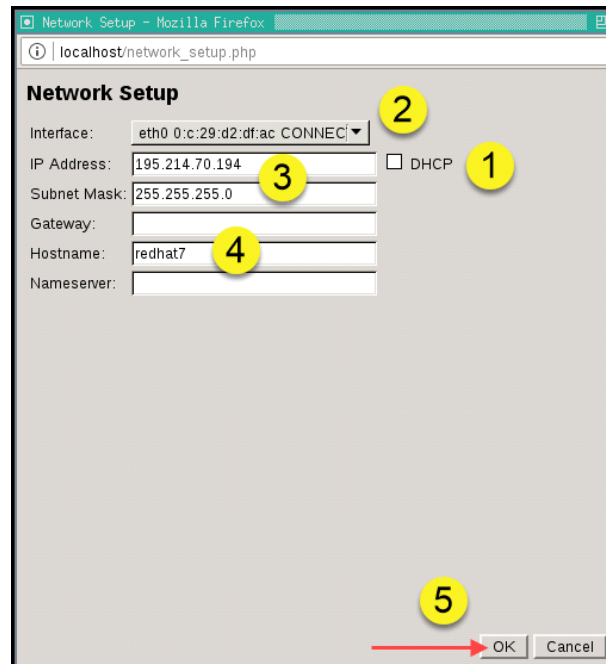 Network Setup - Mozilla Firefox
localhost/network_setup.php
Network Setup
2
Interface: eth0 0:c:29:d2:df:ac CONNEC
IP Address: 195.214.70.194 DHCP 1
3
Subnet Mask: 255.255.255.0
Gateway:
Hostname: redhat7 4
Nameserver:
5
OK Cancel